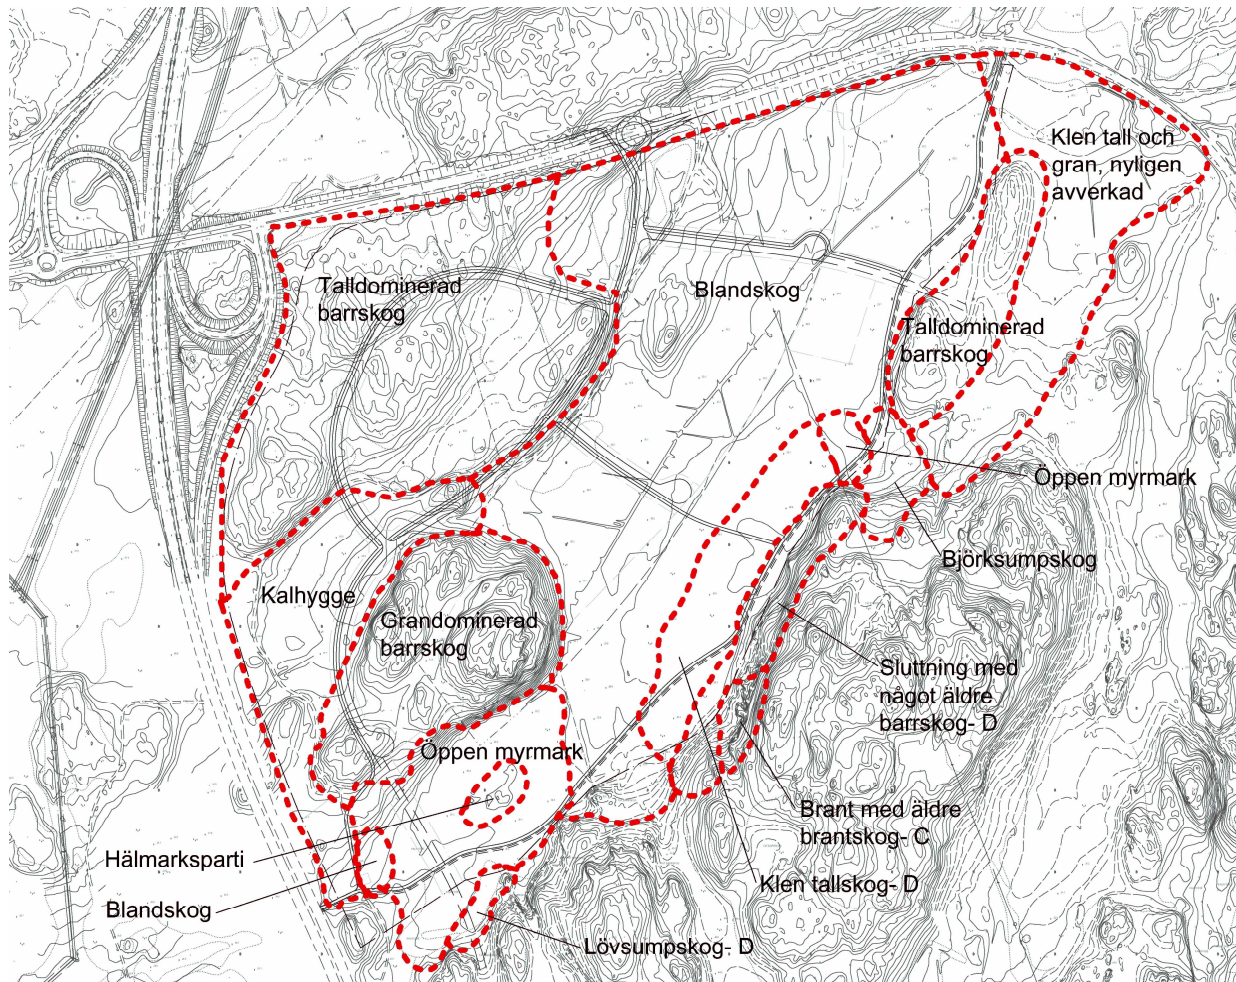 Klen tall och
gran, nyligen
avverkad
Talldominerad
barrskog
Blandskog
Talldominerad
barrskog
Öppen myrmark
Björksumpskog
Kalhygge
Grandominerad
barrskog
Sluttning med
något äldre
barrskog- D
Öppen myrmark
Brant med äldre
brantskog- C
Hälmarksparti
Klen tallskog- D
Blandskog
Lövsumpskog- D